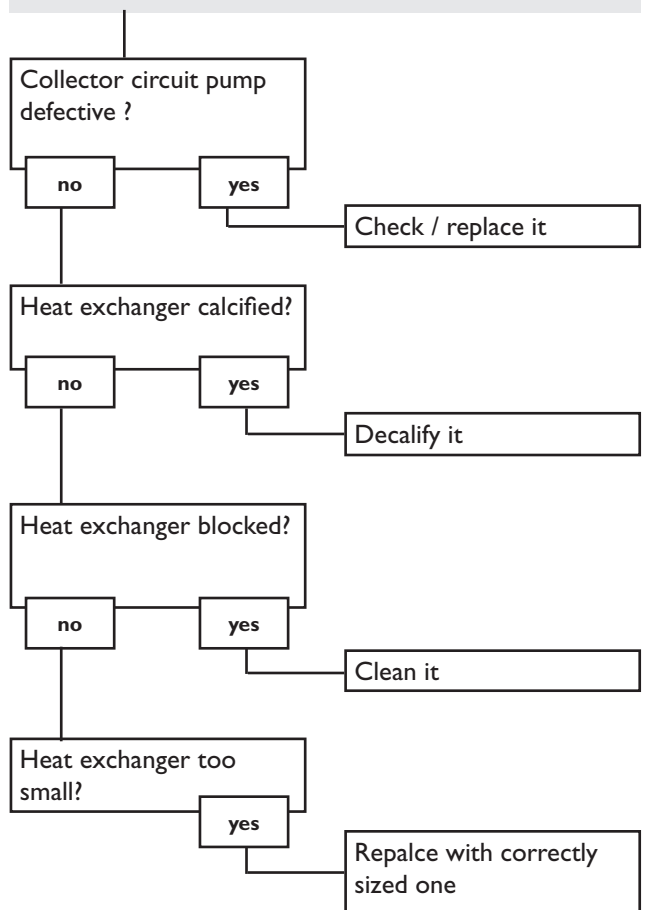 Collector circuit pump
defective ?
no
yes
Check / replace it
Heat exchanger calcified?
no
yes
Decalify it
Heat exchanger blocked?
no
yes
Clean it
Heat exchanger too
small?
yes
Repalce with correctly
sized one